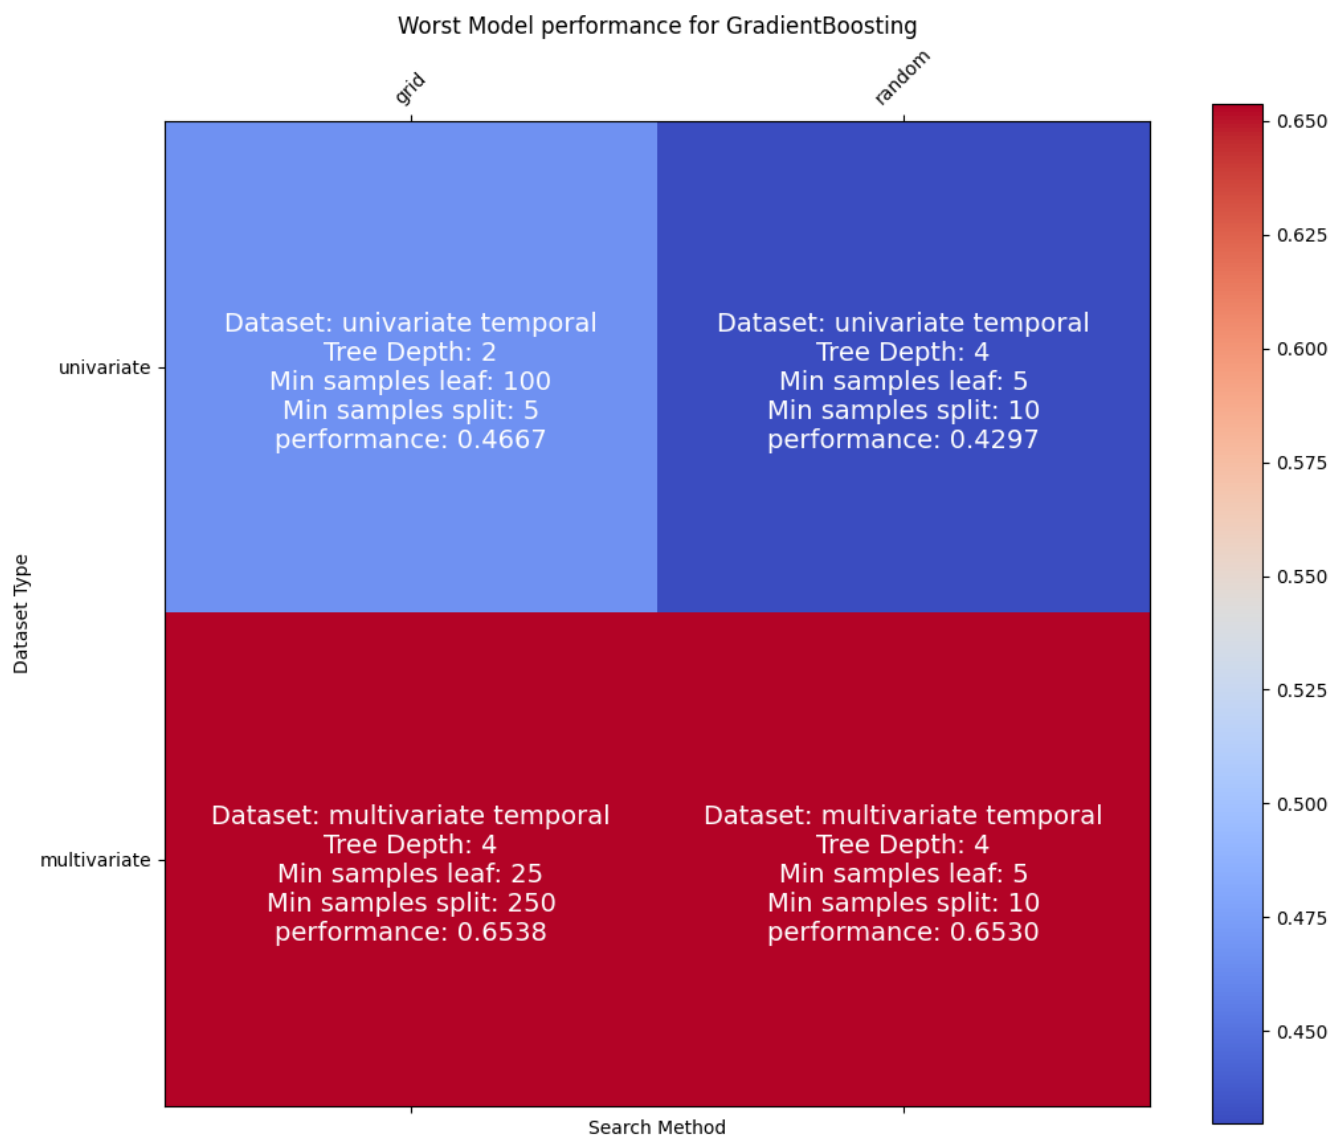 Worst Model performance for GradientBoosting
grid
random
univariate
multivariate
Dataset Type
Dataset: univariate temporal
Tree Depth: 2
Min samples leaf: 100
Min samples split: 5
performance: 0.4667
Dataset: univariate temporal
Tree Depth: 4
Min samples leaf: 5
Min samples split: 10
performance: 0.4297
Dataset: multivariate temporal
Tree Depth: 4
Min samples leaf: 25
Min samples split: 250
performance: 0.6538
Dataset: multivariate temporal
Tree Depth: 4
Min samples leaf: 5
Min samples split: 10
performance: 0.6530
Search Method
0.650
0.625
0.600
0.575
0.550
0.525
0.500
0.475
0.450